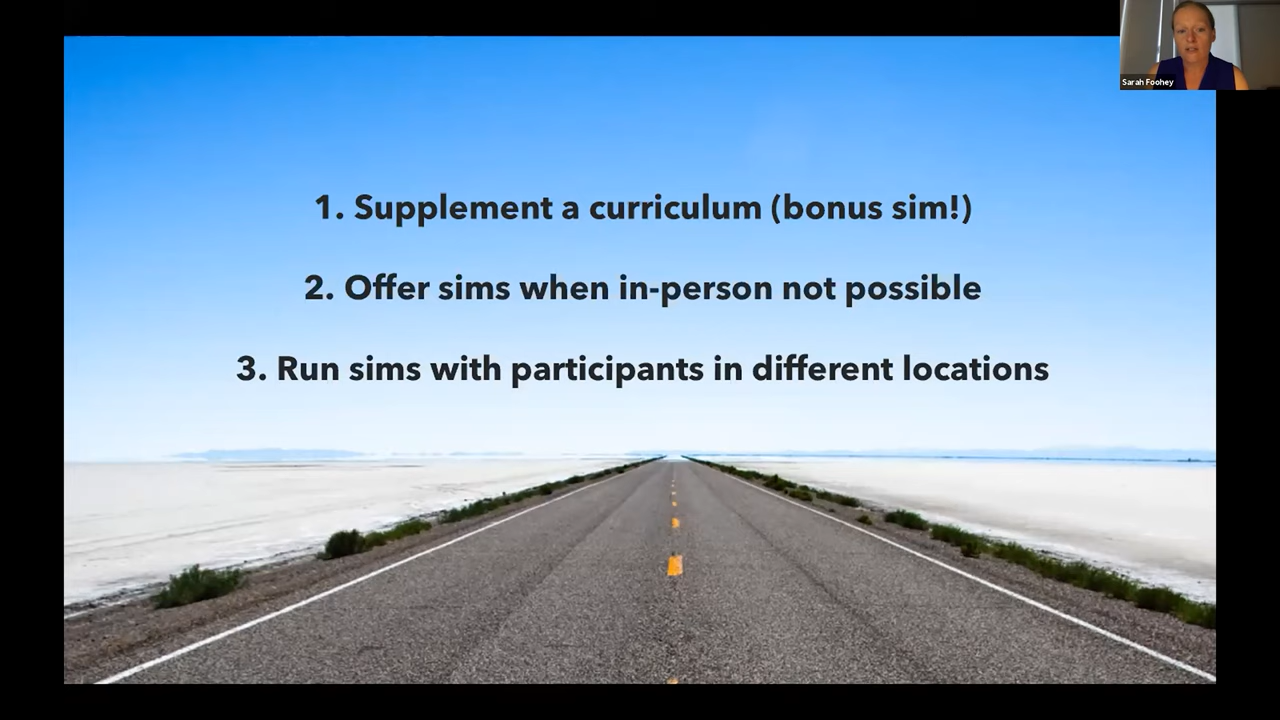 Sarah Foohey
1. Supplement a curriculum (bonus sim!)
2. Offer sims when in-person not possible
3. Run sims with participants in different locations